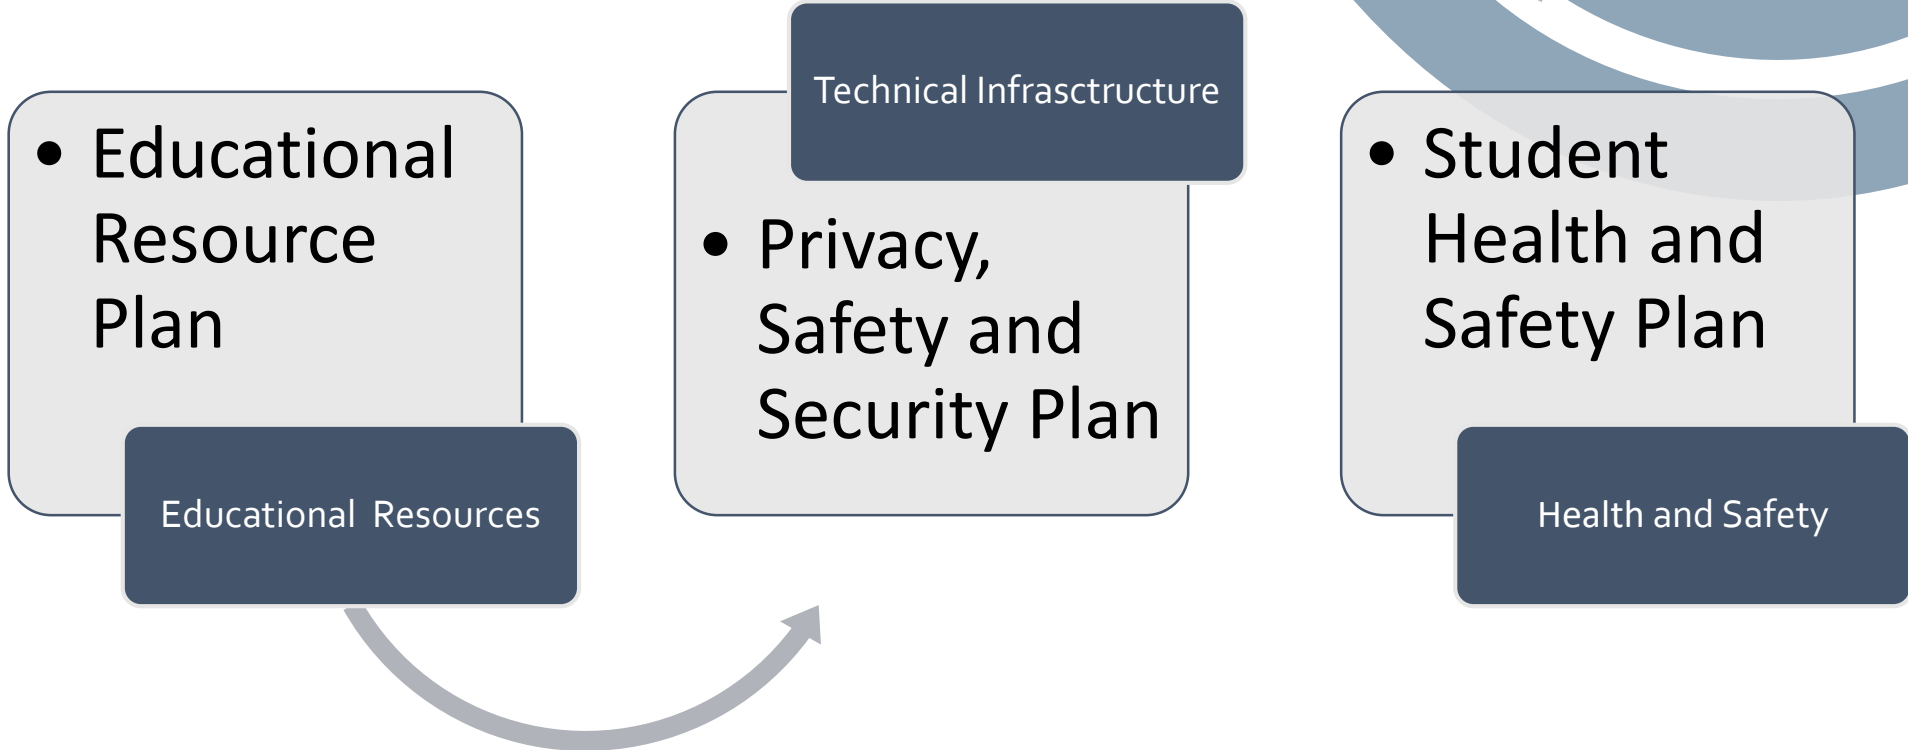 • Educational
Resource
Plan
Educational Resources
Technical Infrasctructure
• Privacy,
Safety and
Security Plan
• Student
Health and
Safety Plan
Health and Safety